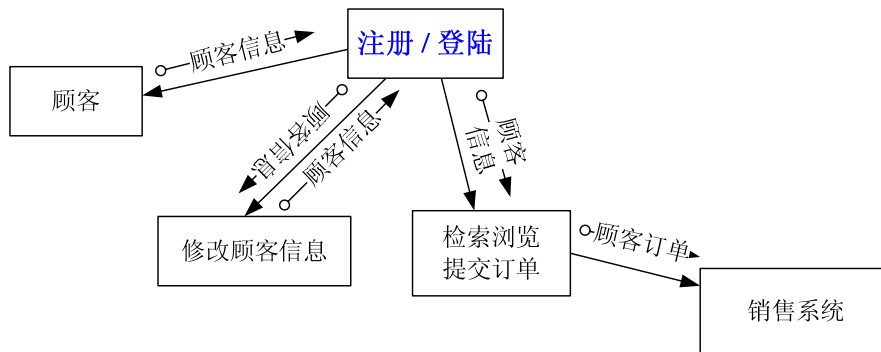 注册 / 登陆
顾客信息
顾客
顾客信息
顾客信息
顾客
信息
修改顾客信息
检索浏览
提交订单
顾客订单
销售系统